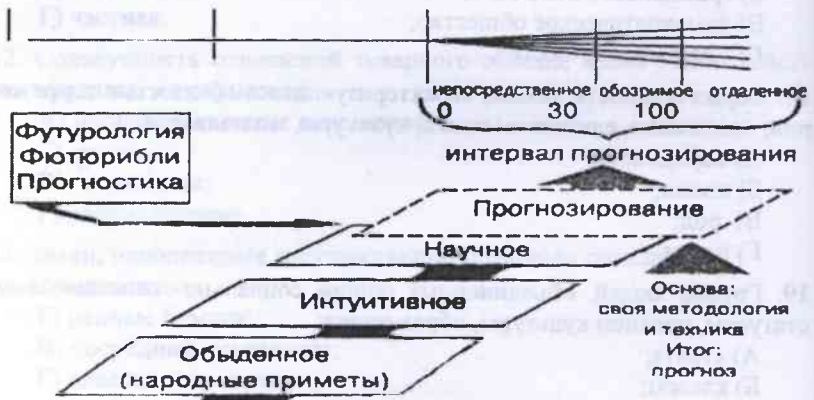 непосредственное обозримое отдаленное
0 30 100
интервал прогнозирования
Футурология
Фютюрибли
Прогностика
Прогнозирование
Научное
Интуитивное
Обыденное
(народные приметы)
Основа:
своя методология
и техника
Итог:
прогноз